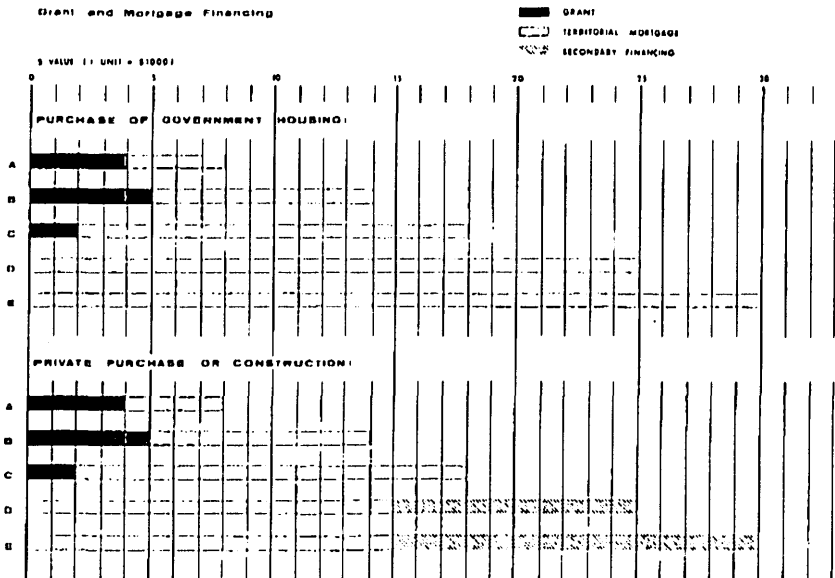 Grant and Mortgage Financing
GRANT
TERRITORIAL MORTGAGE
SECONDARY FINANCING
$ VALUE (1 UNIT = $1000)
0 5 10 15 20 25 30
PURCHASE OF GOVERNMENT HOUSING:
A
B
C
D
E
PRIVATE PURCHASE OR CONSTRUCTION:
A
B
C
D
E